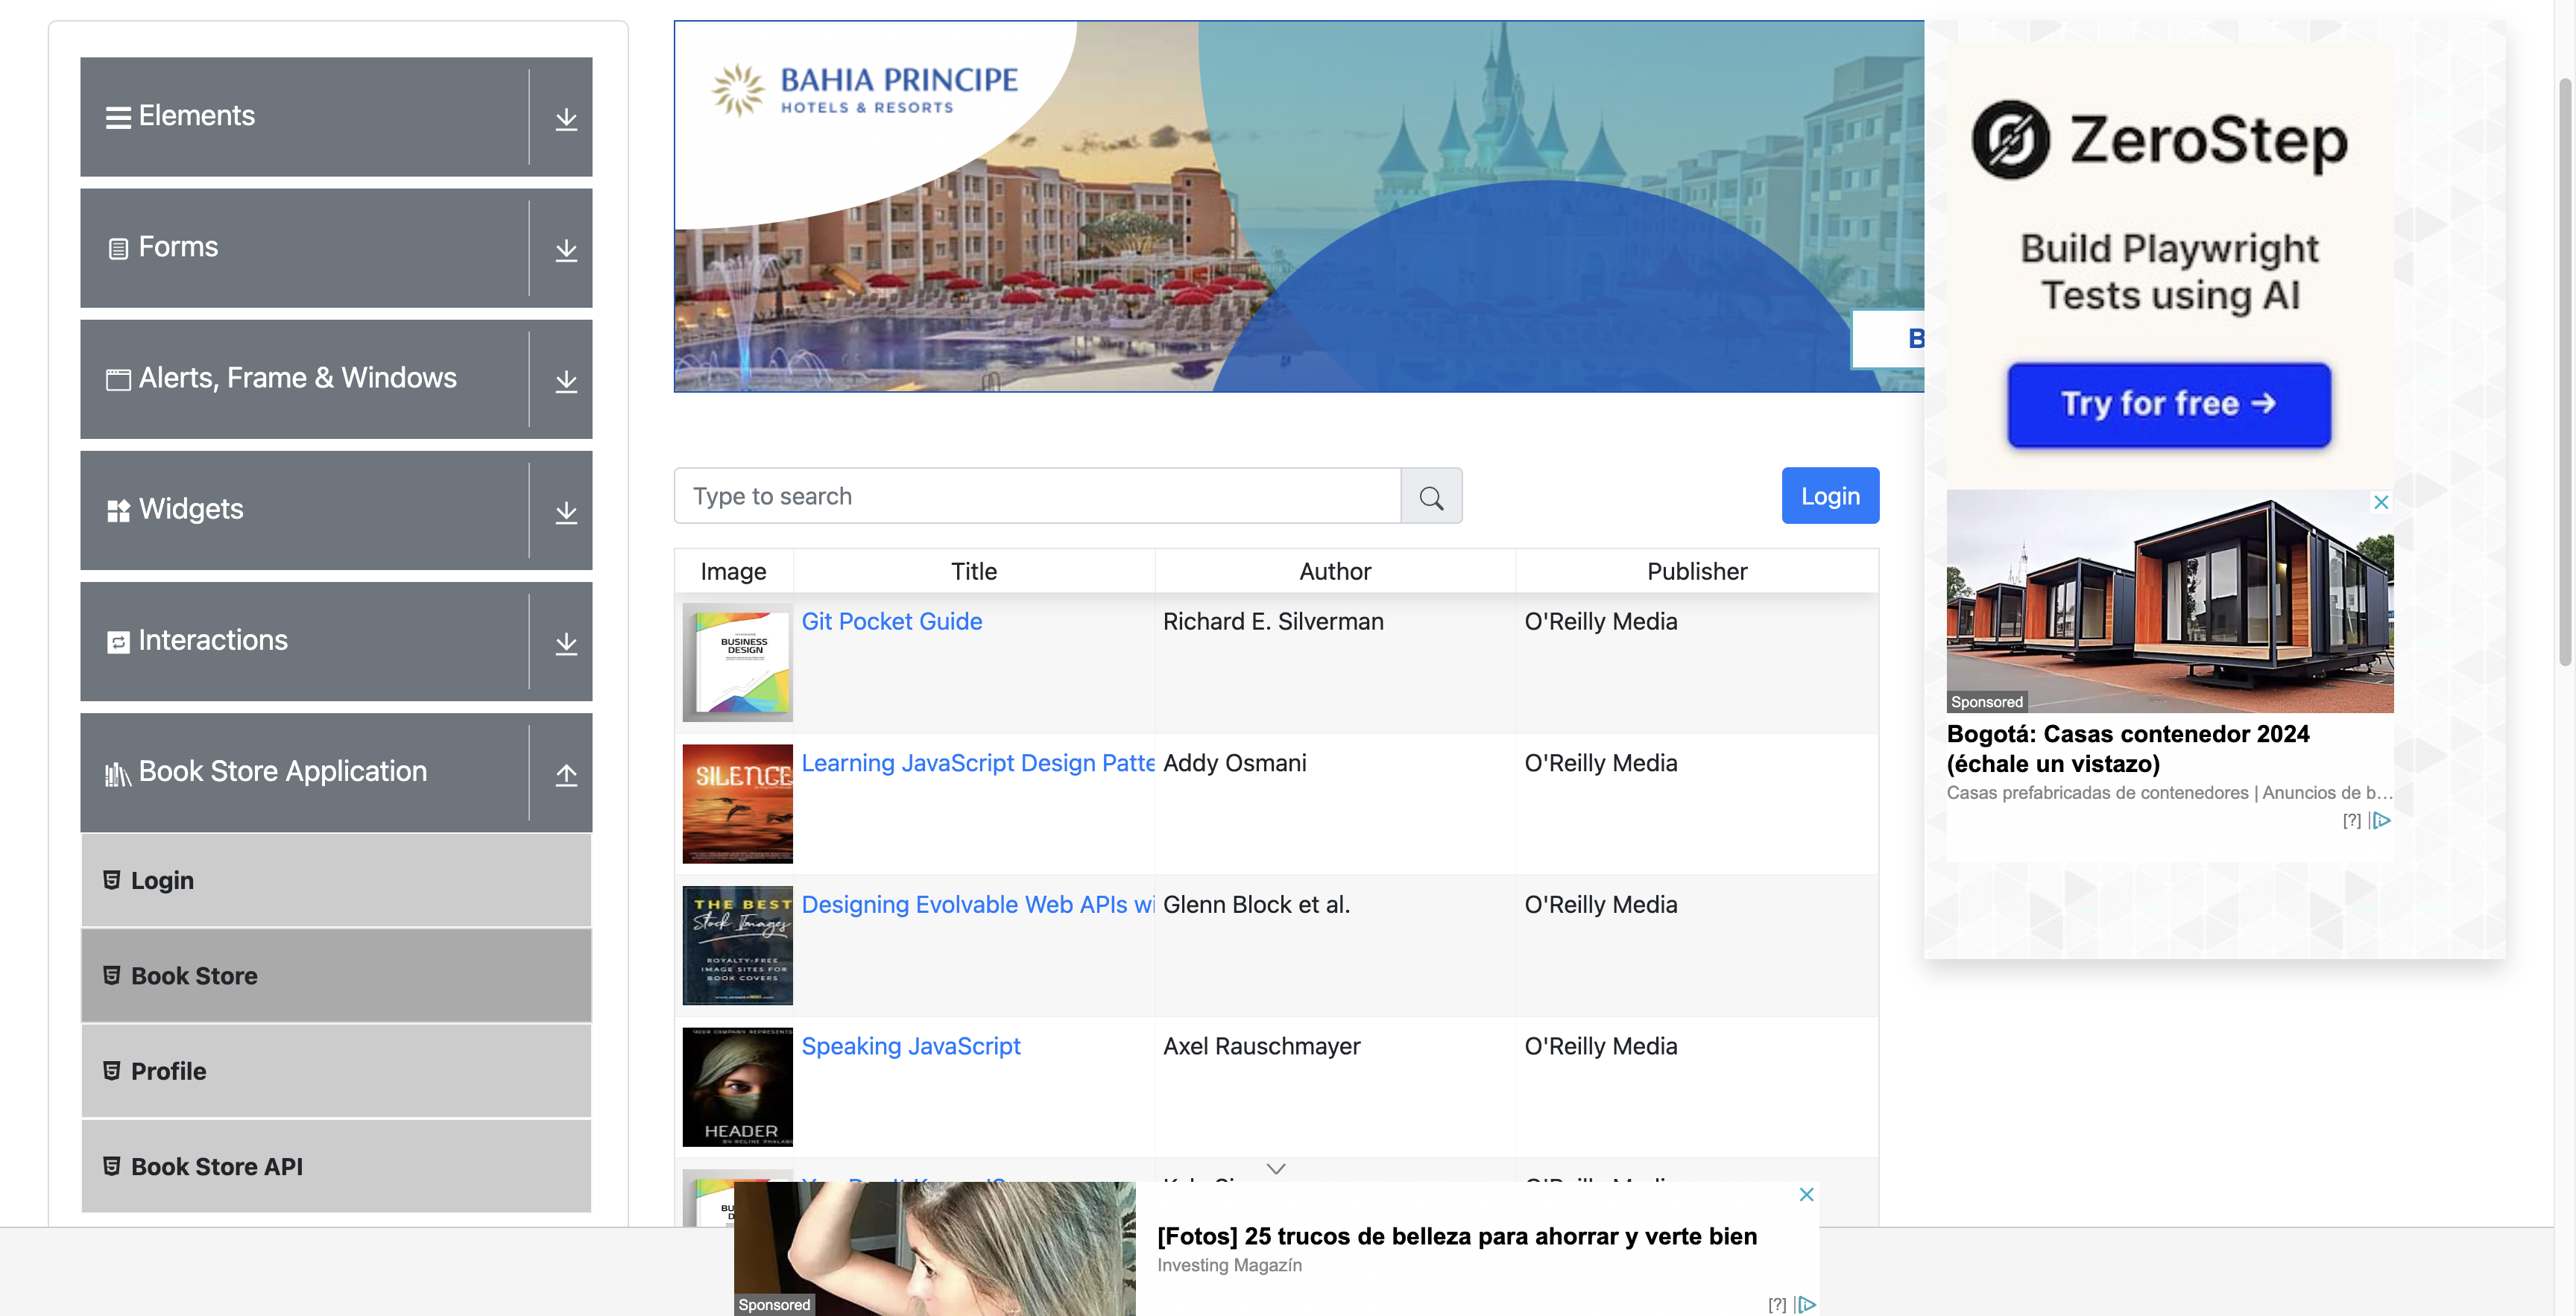 Elements
Forms
Alerts, Frame & Windows
Widgets
Interactions
Book Store Application
Login
Book Store
Profile
Book Store API
BAHIA PRINCIPE
HOTELS & RESORTS
B
Type to search
Login
Image Title Author Publisher
BUSINESS
DESIGN
Git Pocket Guide Richard E. Silverman O'Reilly Media
SILENCE
Learning JavaScript Design Patte Addy Osmani O'Reilly Media
THE BEST
Stock Images
ROYALTY-FREE
IMAGE SITES FOR
BOOK COVERS
Designing Evolvable Web APIs wi Glenn Block et al. O'Reilly Media
YOUR COMPANY REPRESENTS
HEADER
Speaking JavaScript Axel Rauschmayer O'Reilly Media
BU
D
ZeroStep
Build Playwright
Tests using AI
Try for free →
Sponsored
Bogotá: Casas contenedor 2024
(échale un vistazo)
Casas prefabricadas de contenedores | Anuncios de b...
[?]
Sponsored
[Fotos] 25 trucos de belleza para ahorrar y verte bien
Investing Magazín
[?]